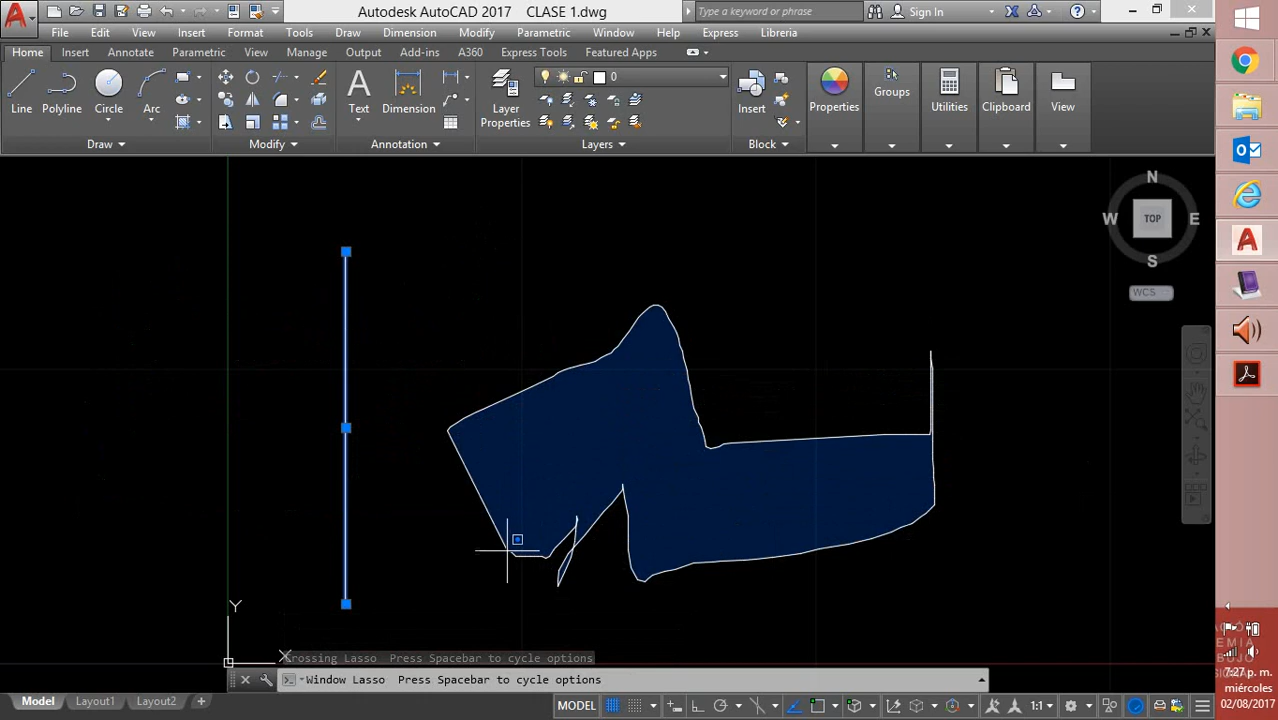 Autodesk AutoCAD 2017 CLASE 1.dwg
Type a keyword or phrase
Sign In
File Edit View Insert Format Tools Draw Dimension Modify Parametric Window Help Express Libreria
Home Insert Annotate Parametric View Manage Output Add-ins A360 Express Tools Featured Apps
0
Line Polyline Circle Arc
Text Dimension
Layer
Properties
Insert
Properties Groups Utilities Clipboard View
Draw Modify Annotation Layers Block
N
W TOP E
S
WCS
Y
X
Crossing Lasso Press Spacebar to cycle options
Window Lasso Press Spacebar to cycle options
Model Layout1 Layout2 +
MODEL
1:1
7:27 p. m.
miércoles
02/08/2017